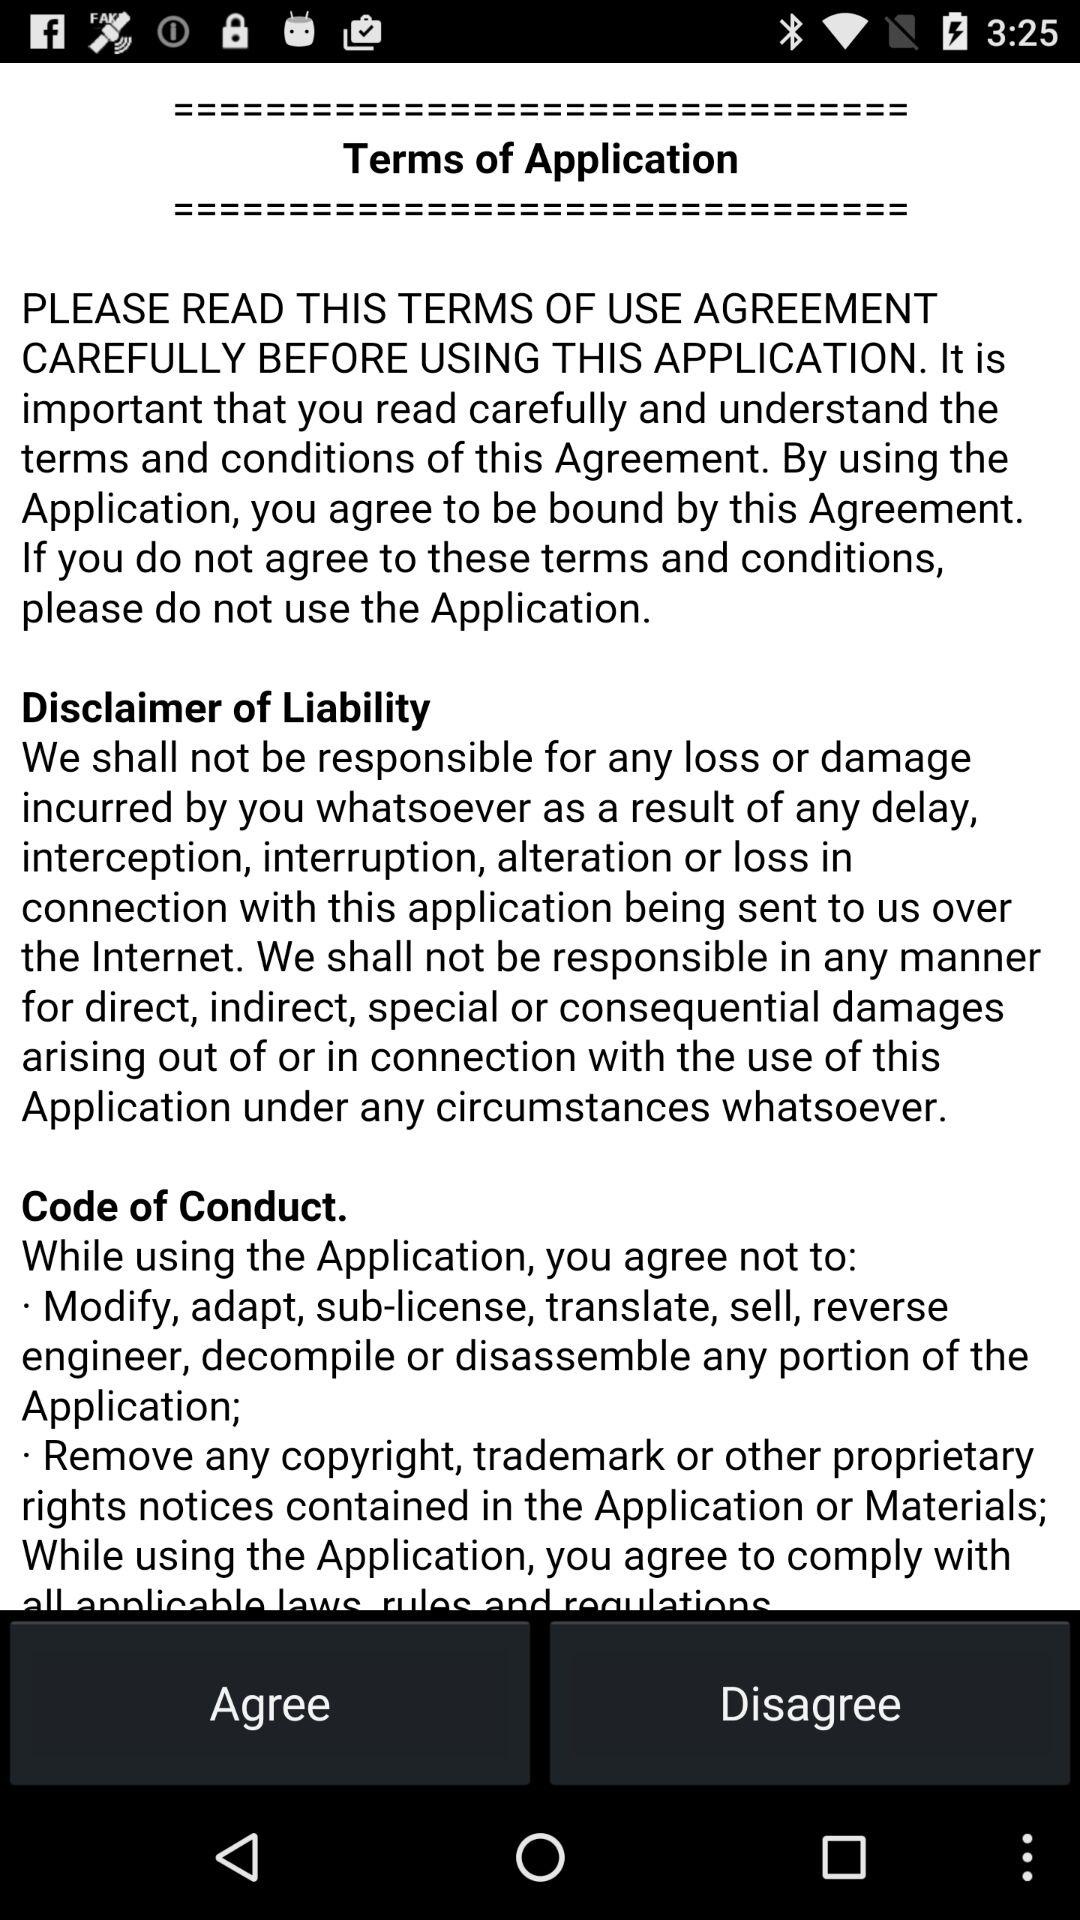 FAKE
3:25
================================
Terms of Application
================================
PLEASE READ THIS TERMS OF USE AGREEMENT
CAREFULLY BEFORE USING THIS APPLICATION. It is
important that you read carefully and understand the
terms and conditions of this Agreement. By using the
Application, you agree to be bound by this Agreement.
If you do not agree to these terms and conditions,
please do not use the Application.
Disclaimer of Liability
We shall not be responsible for any loss or damage
incurred by you whatsoever as a result of any delay,
interception, interruption, alteration or loss in
connection with this application being sent to us over
the Internet. We shall not be responsible in any manner
for direct, indirect, special or consequential damages
arising out of or in connection with the use of this
Application under any circumstances whatsoever.
Code of Conduct.
While using the Application, you agree not to:
· Modify, adapt, sub-license, translate, sell, reverse
engineer, decompile or disassemble any portion of the
Application;
· Remove any copyright, trademark or other proprietary
rights notices contained in the Application or Materials;
While using the Application, you agree to comply with
all applicable laws, rules and regulations.
Agree
Disagree